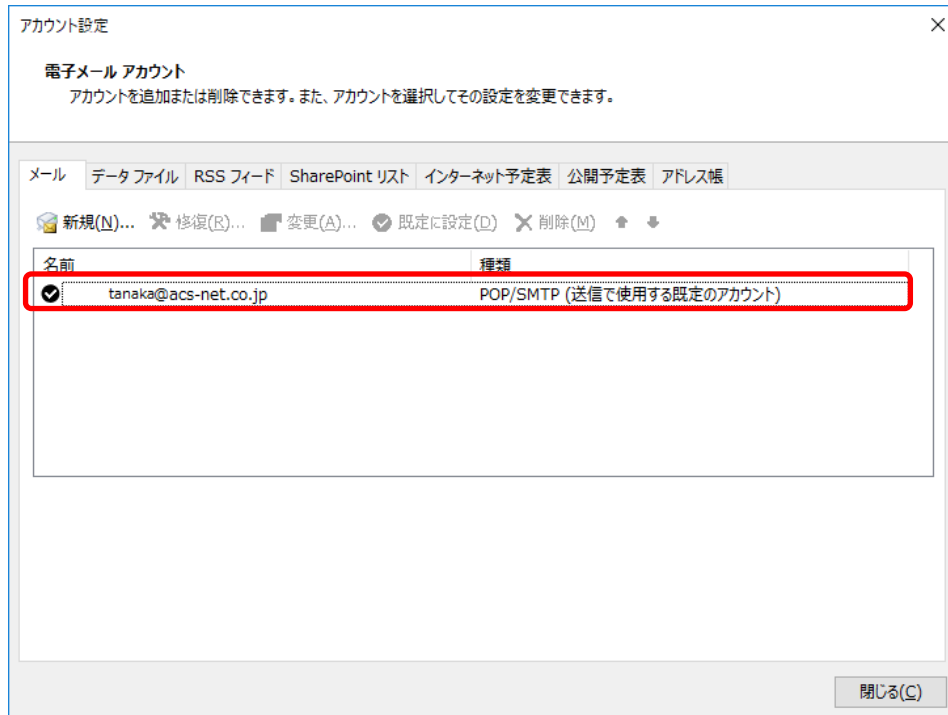 アカウント設定
電子メール アカウント
アカウントを追加または削除できます。また、アカウントを選択してその設定を変更できます。
メール データ ファイル RSS フィード SharePoint リスト インターネット予定表 公開予定表 アドレス帳
新規(N)... 修復(R)... 変更(A)... 既定に設定(D) 削除(M)
名前 種類
tanaka@acs-net.co.jp POP/SMTP (送信で使用する既定のアカウント)
閉じる(C)